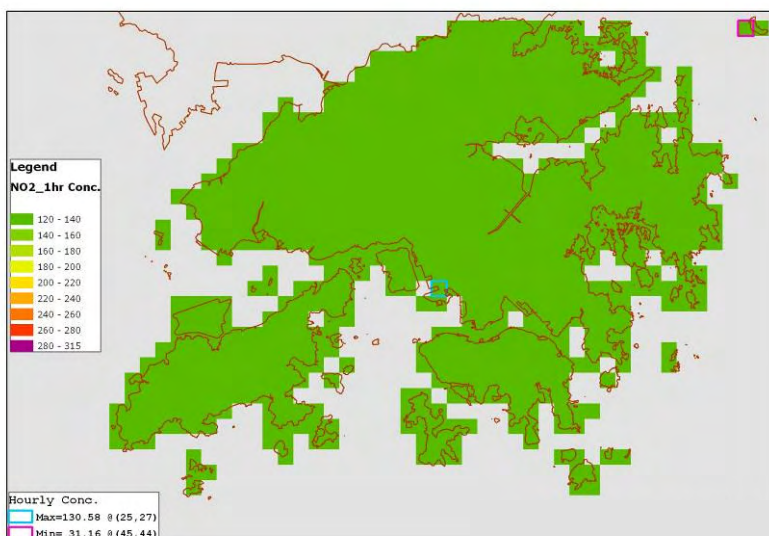 Legend
NO2_1hr Conc.
120 - 140
140 - 160
160 - 180
180 - 200
200 - 220
220 - 240
240 - 260
260 - 280
280 - 315
Hourly Conc.
Max=130.58 @(25,27)
Min= 31.16 @(45,44)